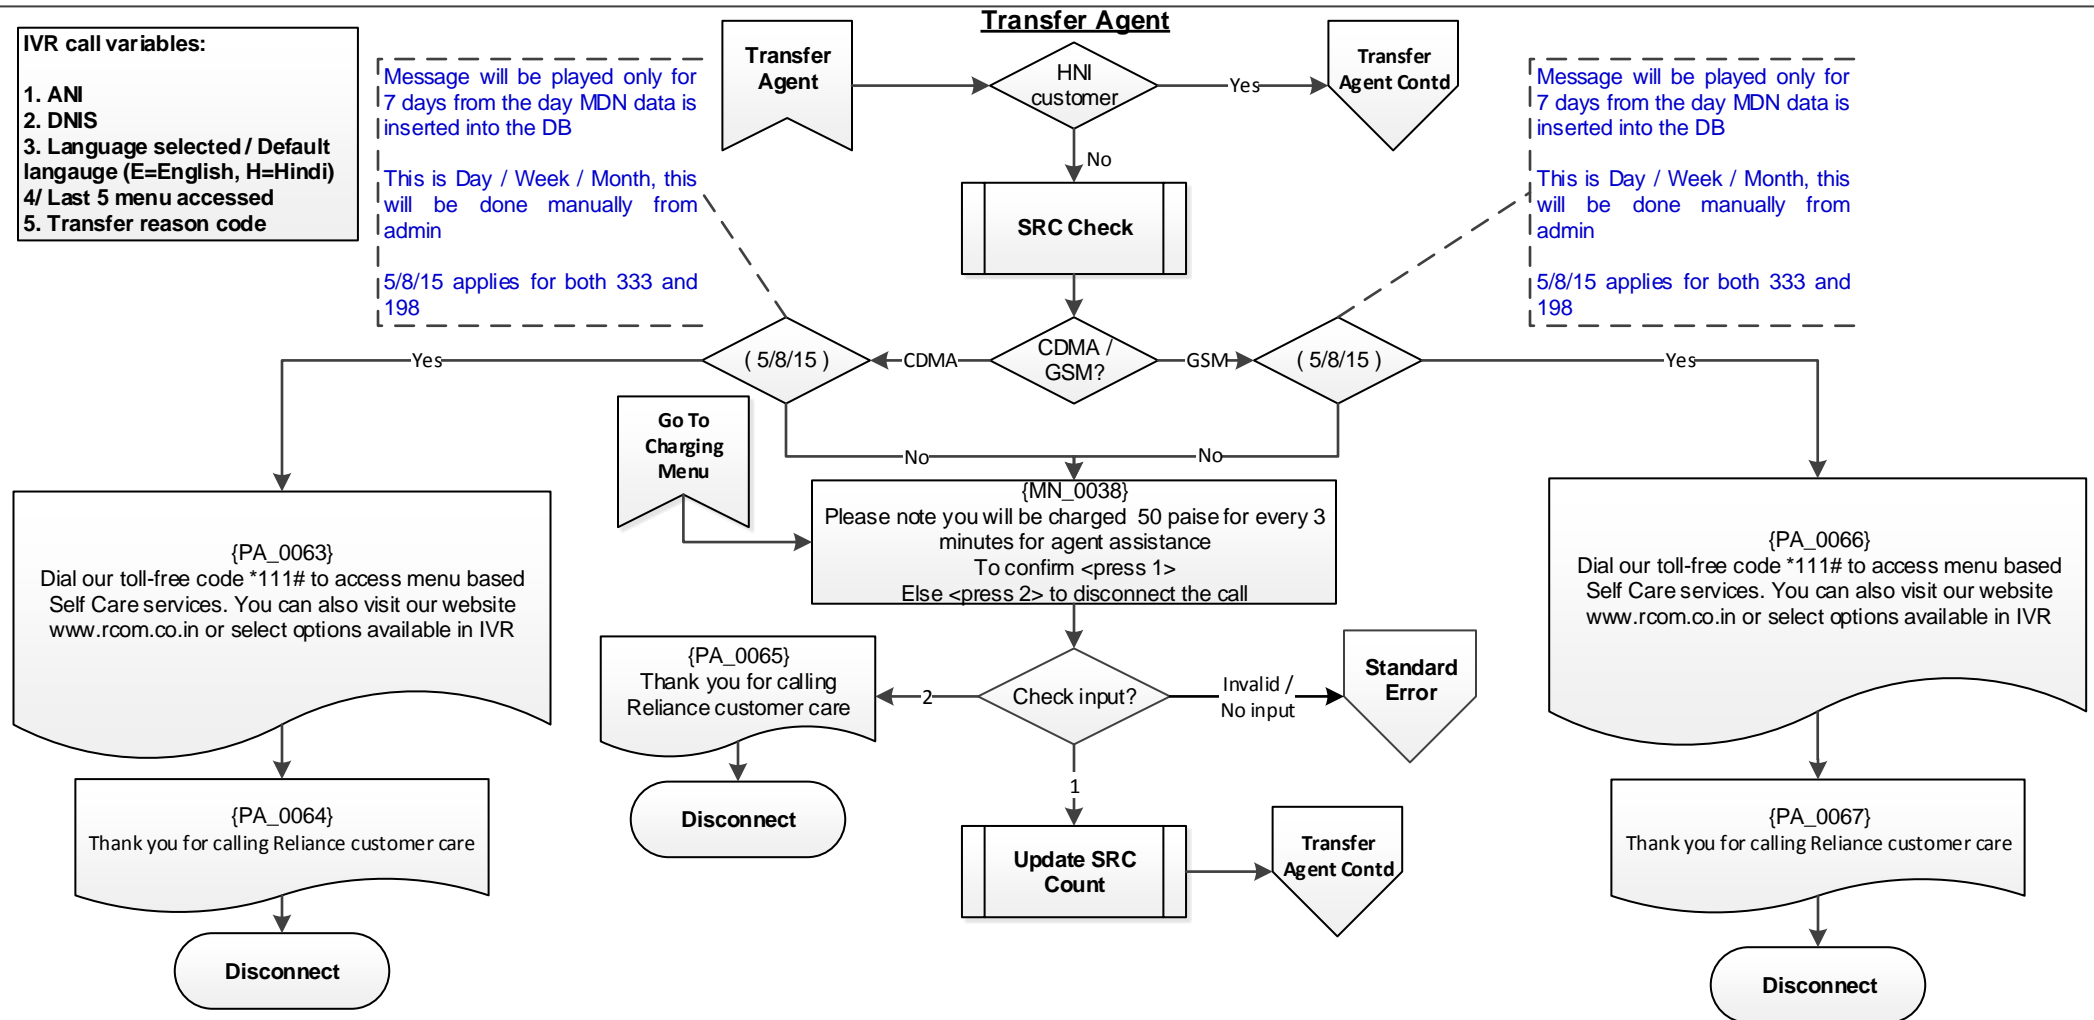 Transfer Agent
IVR call variables:
1. ANI
2. DNIS
3. Language selected / Default
langauge (E=English, H=Hindi)
4/ Last 5 menu accessed
5. Transfer reason code
Message will be played only for
7 days from the day MDN data is
inserted into the DB
This is Day / Week / Month, this
will be done manually from
admin
5/8/15 applies for both 333 and
198
Transfer
Agent
HNI
customer
Yes
Transfer
Agent Contd
Message will be played only for
7 days from the day MDN data is
inserted into the DB
This is Day / Week / Month, this
will be done manually from
admin
5/8/15 applies for both 333 and
198
No
SRC Check
Yes
( 5/8/15 )
CDMA
CDMA /
GSM?
GSM
( 5/8/15 )
Yes
Go To
Charging
Menu
No
No
{MN_0038}
Please note you will be charged 50 paise for every 3
minutes for agent assistance
To confirm <press 1>
Else <press 2> to disconnect the call
{PA_0063}
Dial our toll-free code *111# to access menu based
Self Care services. You can also visit our website
www.rcom.co.in or select options available in IVR
{PA_0066}
Dial our toll-free code *111# to access menu based
Self Care services. You can also visit our website
www.rcom.co.in or select options available in IVR
{PA_0065}
Thank you for calling
Reliance customer care
2
Check input?
Invalid /
No input
Standard
Error
Disconnect
1
{PA_0064}
Thank you for calling Reliance customer care
Update SRC
Count
Transfer
Agent Contd
{PA_0067}
Thank you for calling Reliance customer care
Disconnect
Disconnect